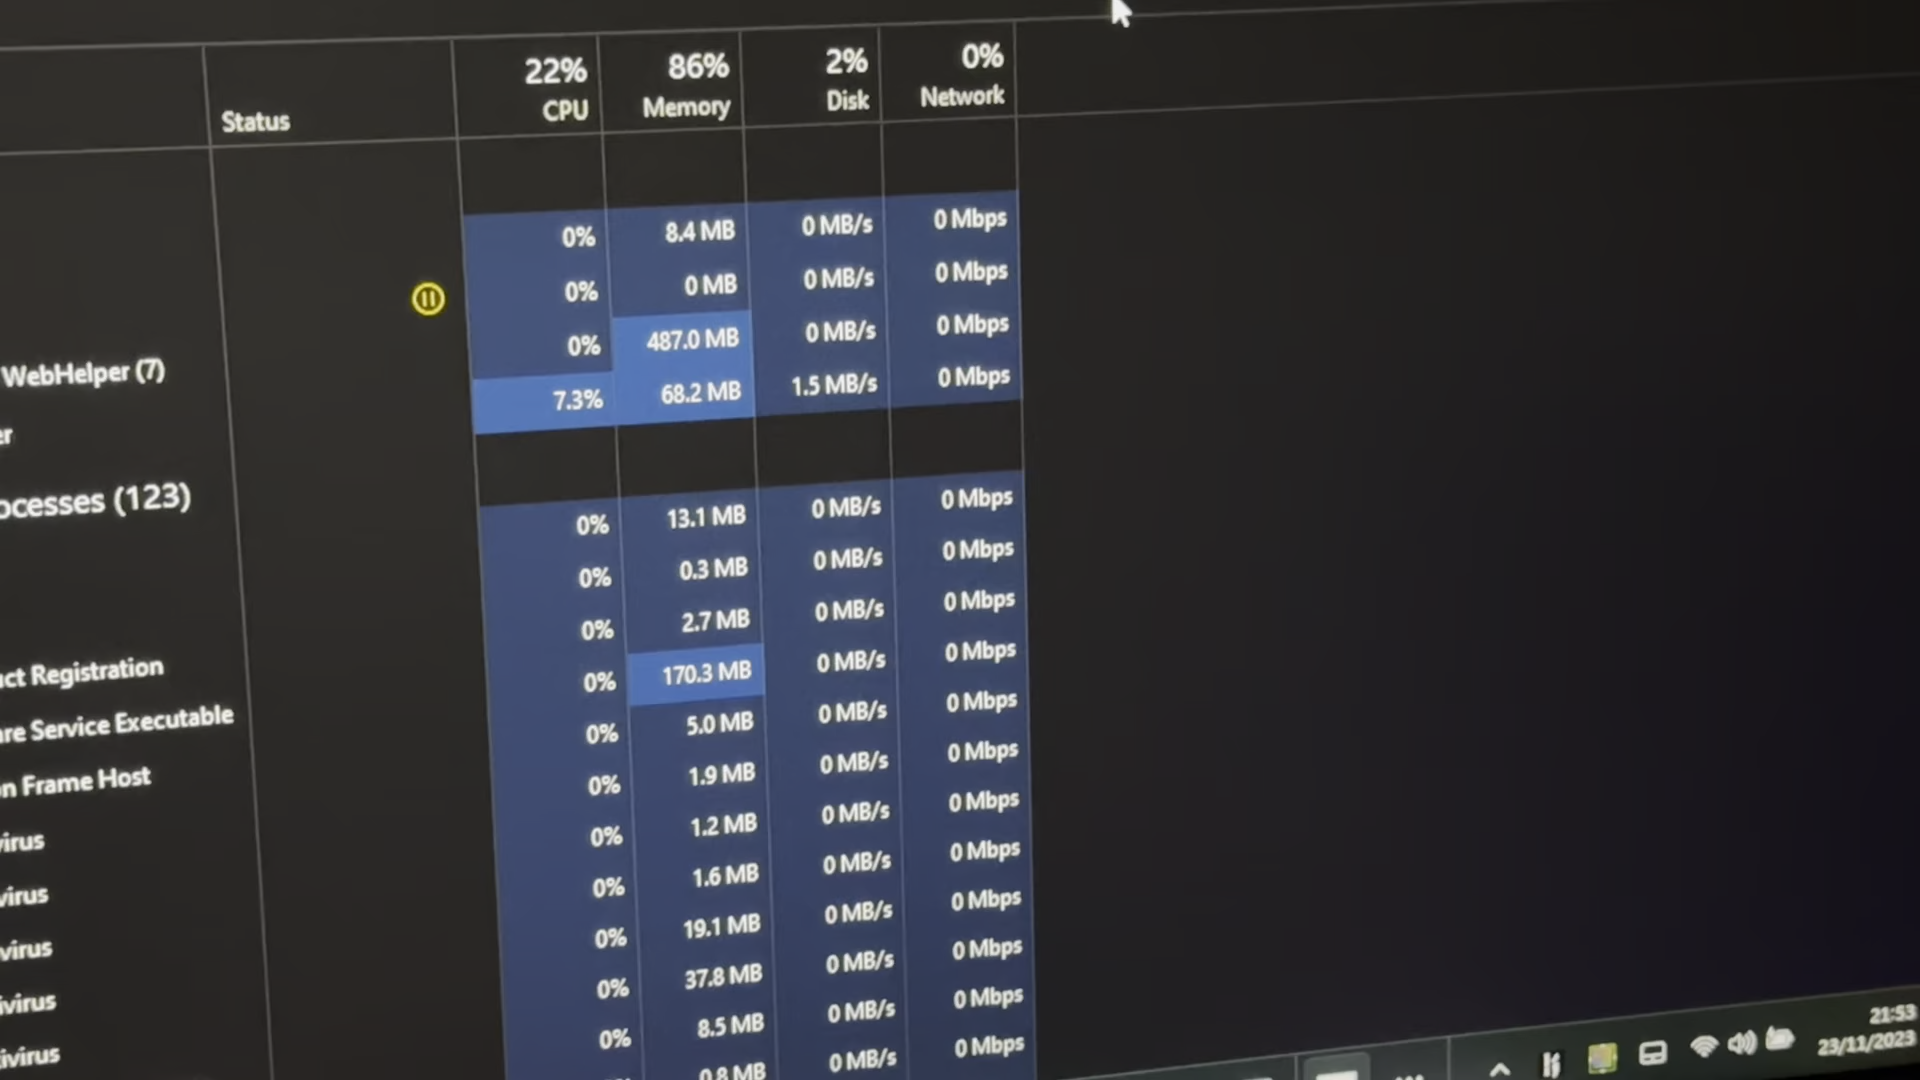 Status
22% 86% 2% 0%
CPU Memory Disk Network
0% 8.4 MB 0 MB/s 0 Mbps
0% 0 MB 0 MB/s 0 Mbps
WebHelper (7) 0% 487.0 MB 0 MB/s 0 Mbps
er 7.3% 68.2 MB 1.5 MB/s 0 Mbps
ocesses (123)
0% 13.1 MB 0 MB/s 0 Mbps
0% 0.3 MB 0 MB/s 0 Mbps
uct Registration 0% 2.7 MB 0 MB/s 0 Mbps
are Service Executable 0% 170.3 MB 0 MB/s 0 Mbps
on Frame Host 0% 5.0 MB 0 MB/s 0 Mbps
virus 0% 1.9 MB 0 MB/s 0 Mbps
virus 0% 1.2 MB 0 MB/s 0 Mbps
virus 0% 1.6 MB 0 MB/s 0 Mbps
ivirus 0% 19.1 MB 0 MB/s 0 Mbps
tivirus 0% 37.8 MB 0 MB/s 0 Mbps
0% 8.5 MB 0 MB/s 0 Mbps
0.8 MB 0 MB/s 0 Mbps
21:53
23/11/2023